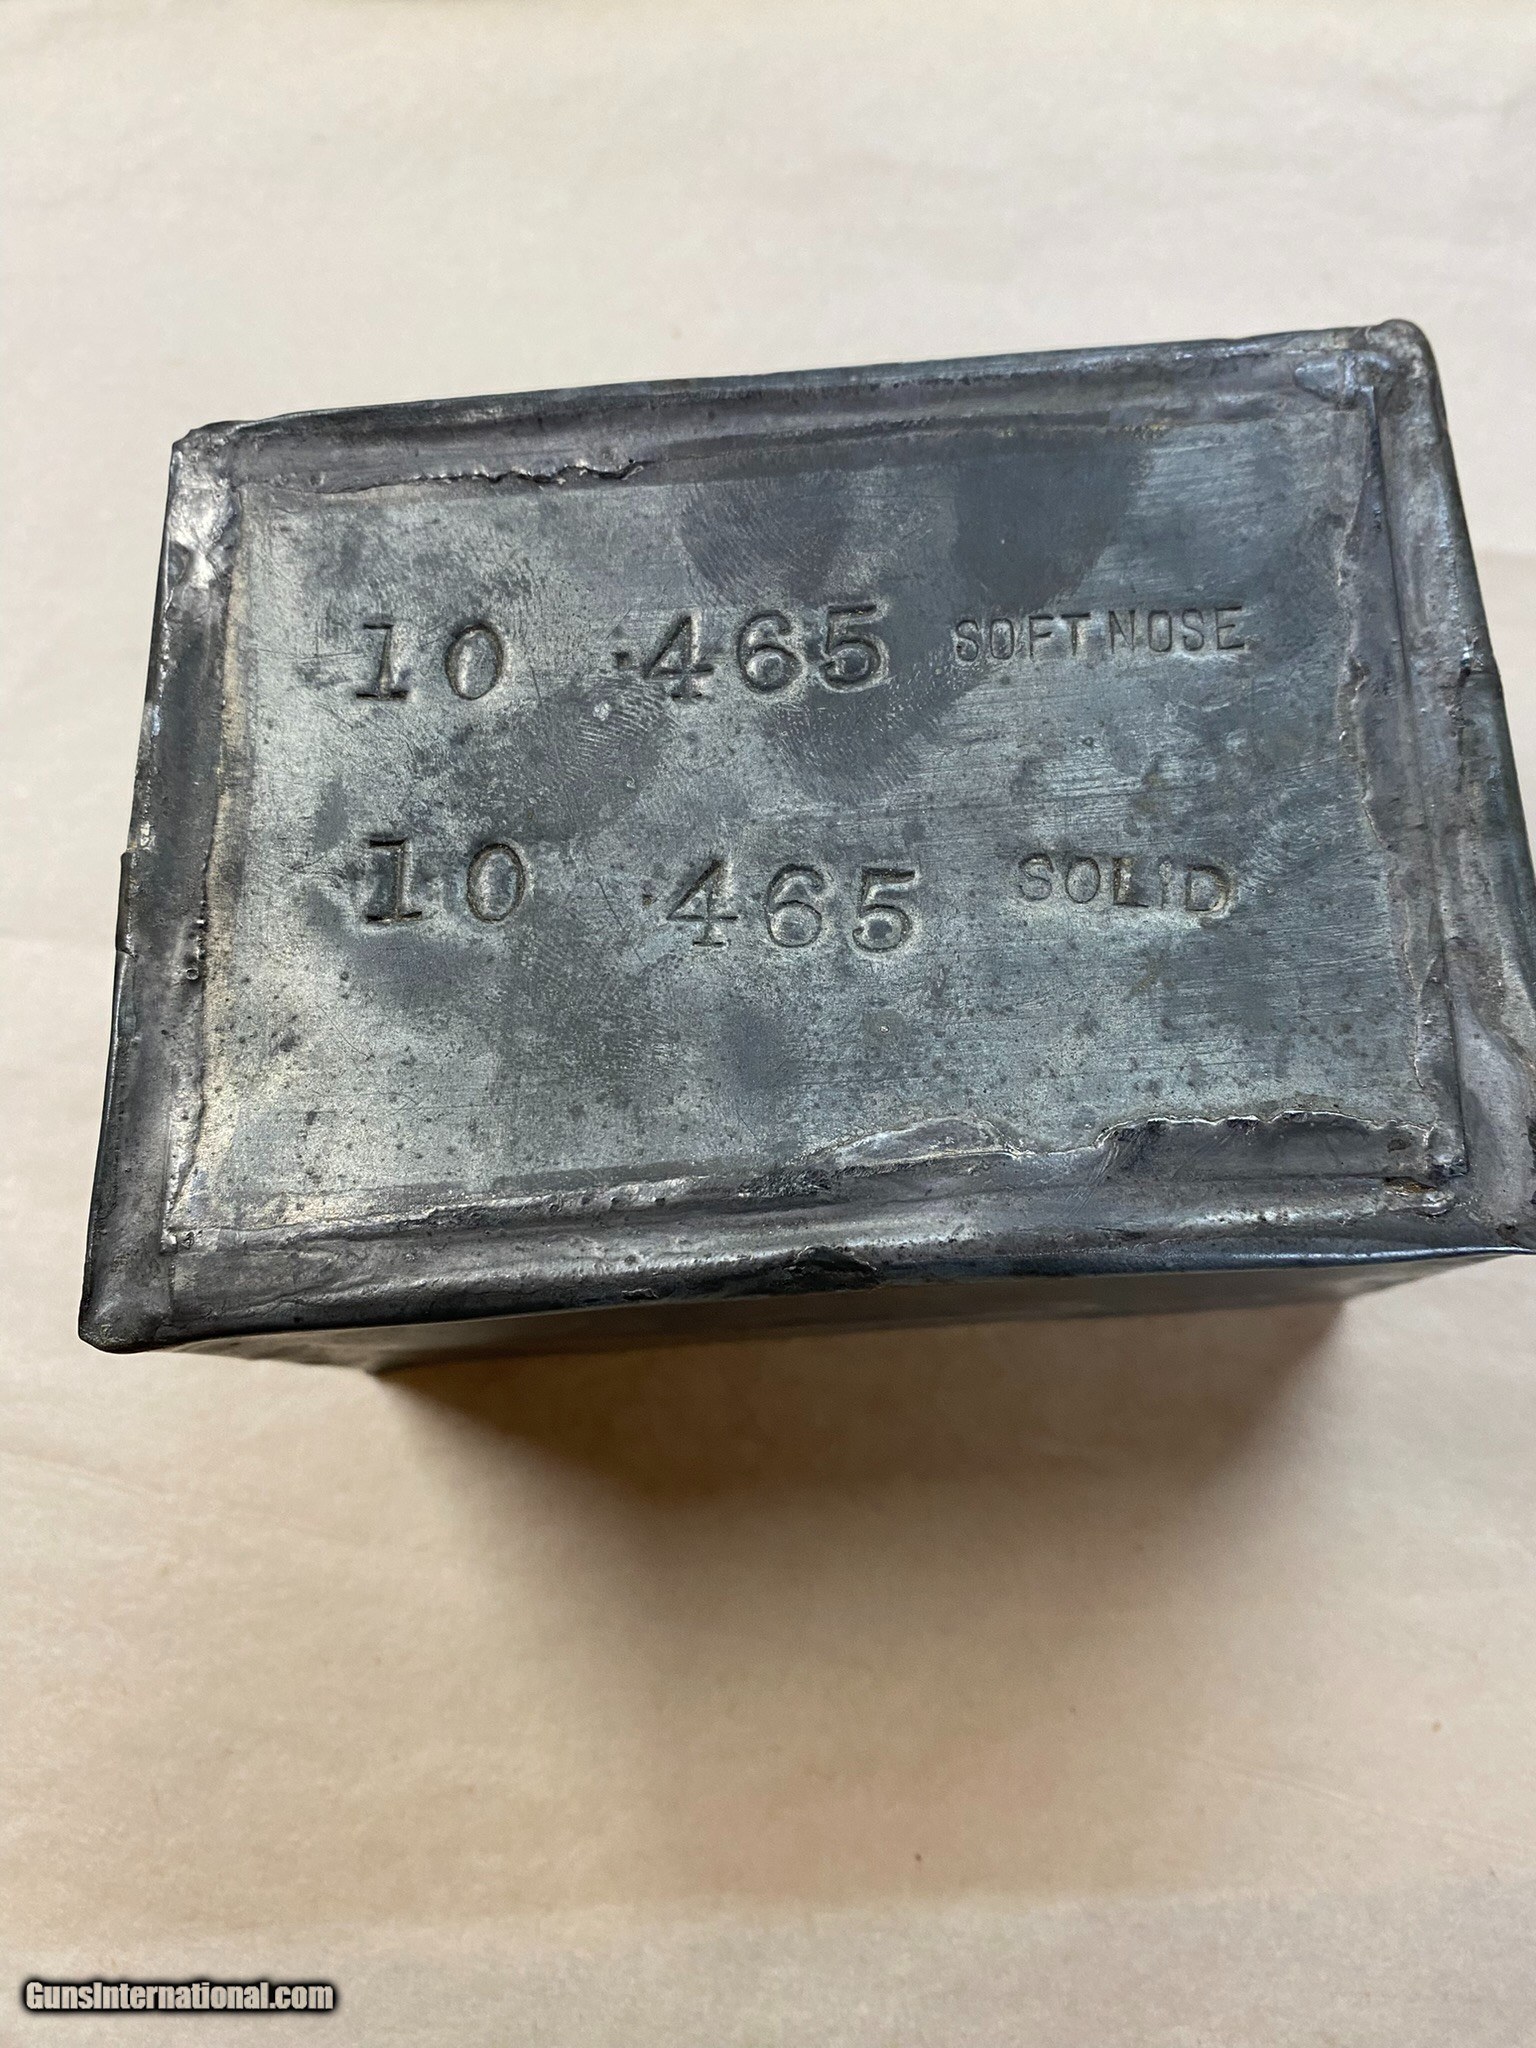 10 .465 SOFT NOSE
10 .465 SOLID
GunsInternational.com